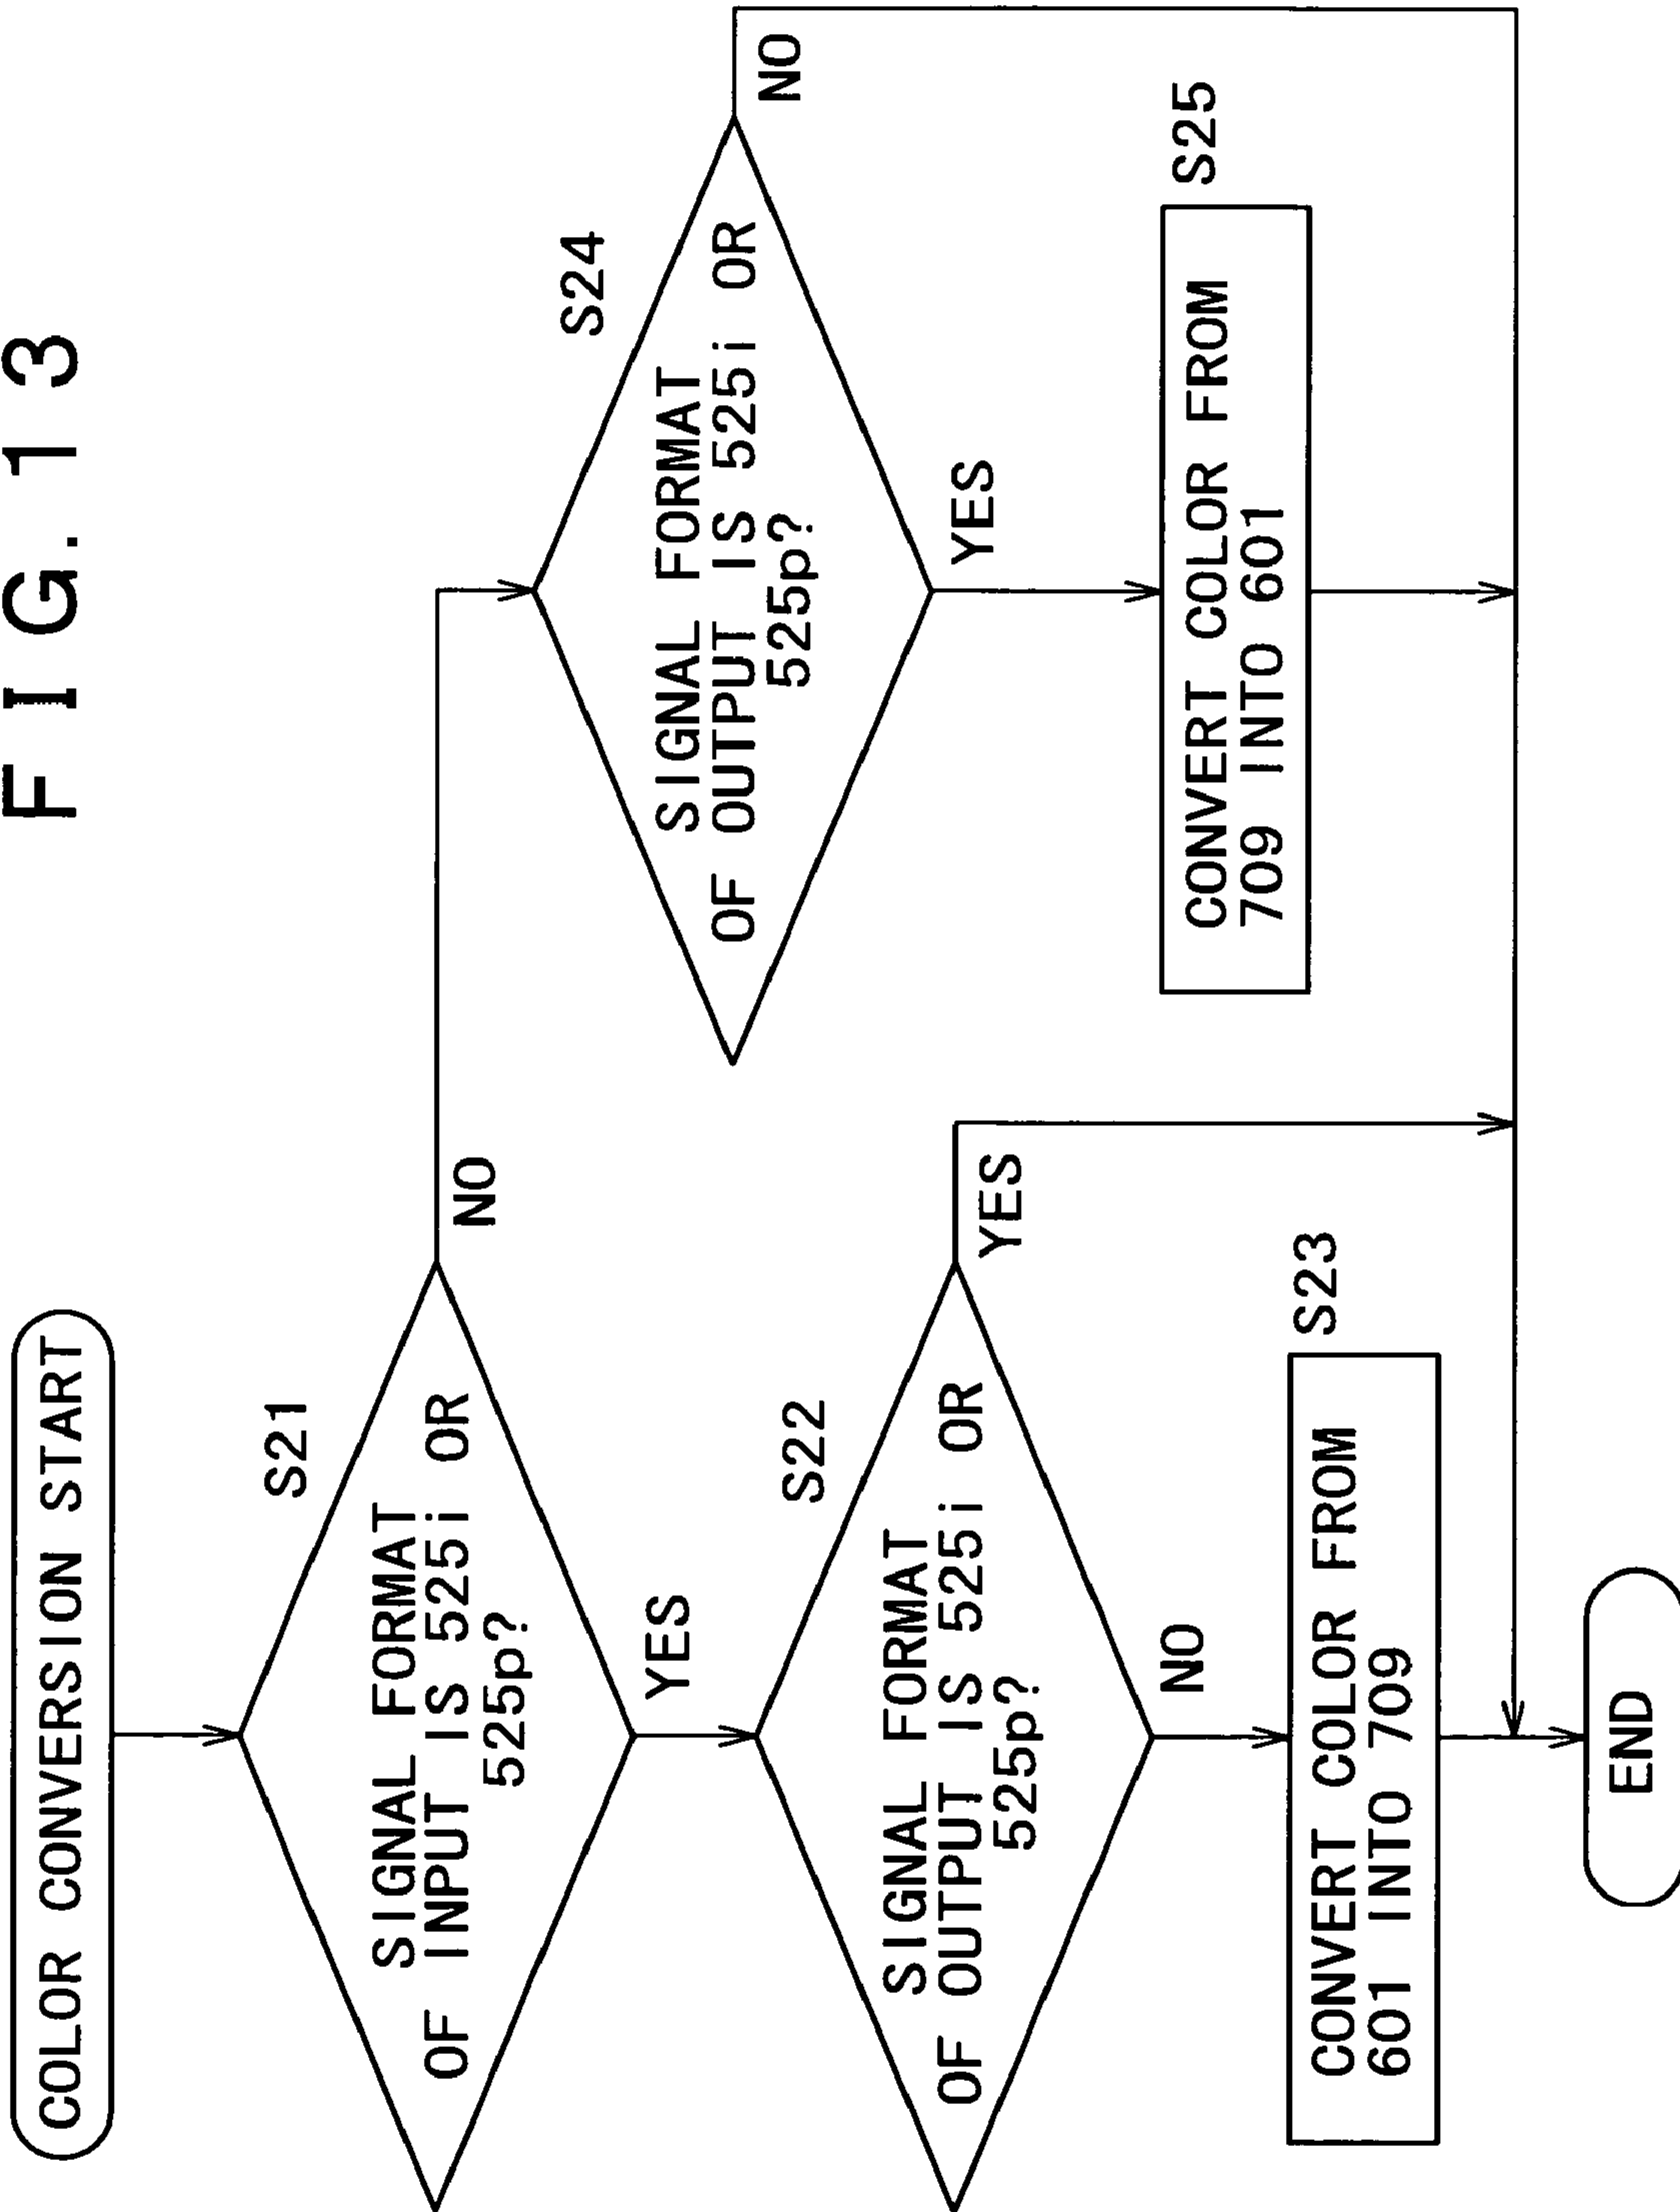 FIG. 13
COLOR CONVERSION START
S21
SIGNAL FORMAT
OF INPUT IS 525i OR
525p?
NO
YES
S22
SIGNAL FORMAT
OF OUTPUT IS 525i OR
525p?
YES
NO
S23
CONVERT COLOR FROM
601 INTO 709
S24
SIGNAL FORMAT
OF OUTPUT IS 525i OR
525p?
NO
YES
S25
CONVERT COLOR FROM
709 INTO 601
END